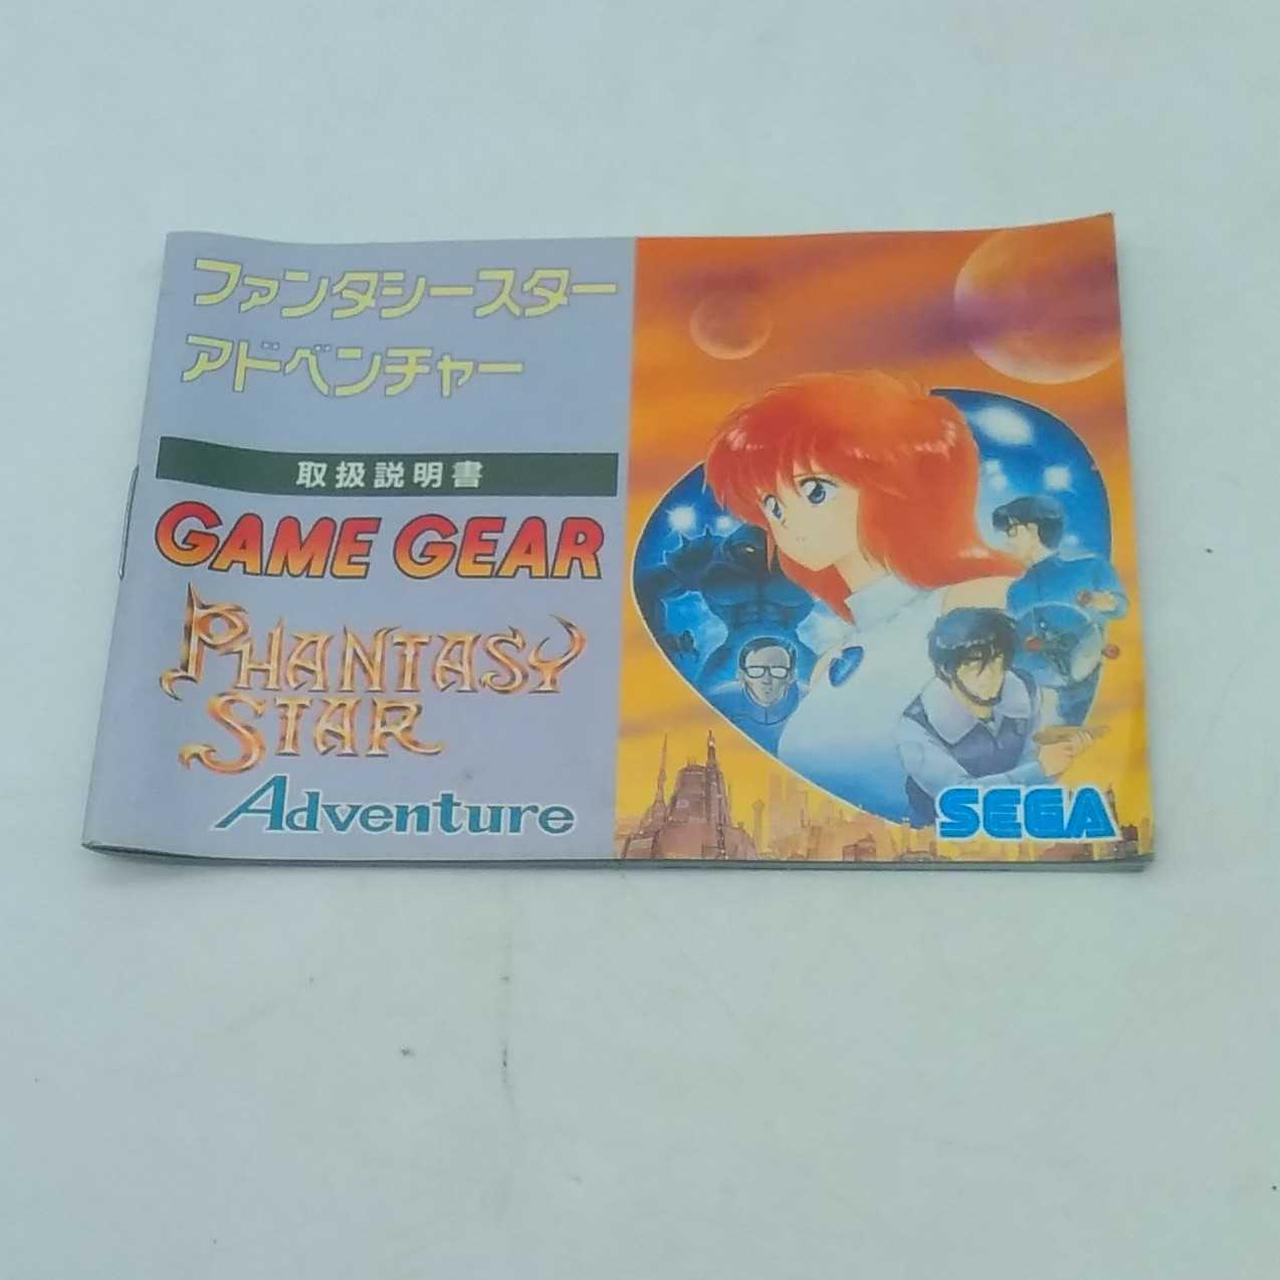 ファンタシースター
アドベンチャー
取扱説明書
GAME GEAR
PHANTASY
STAR
Adventure
SEGA